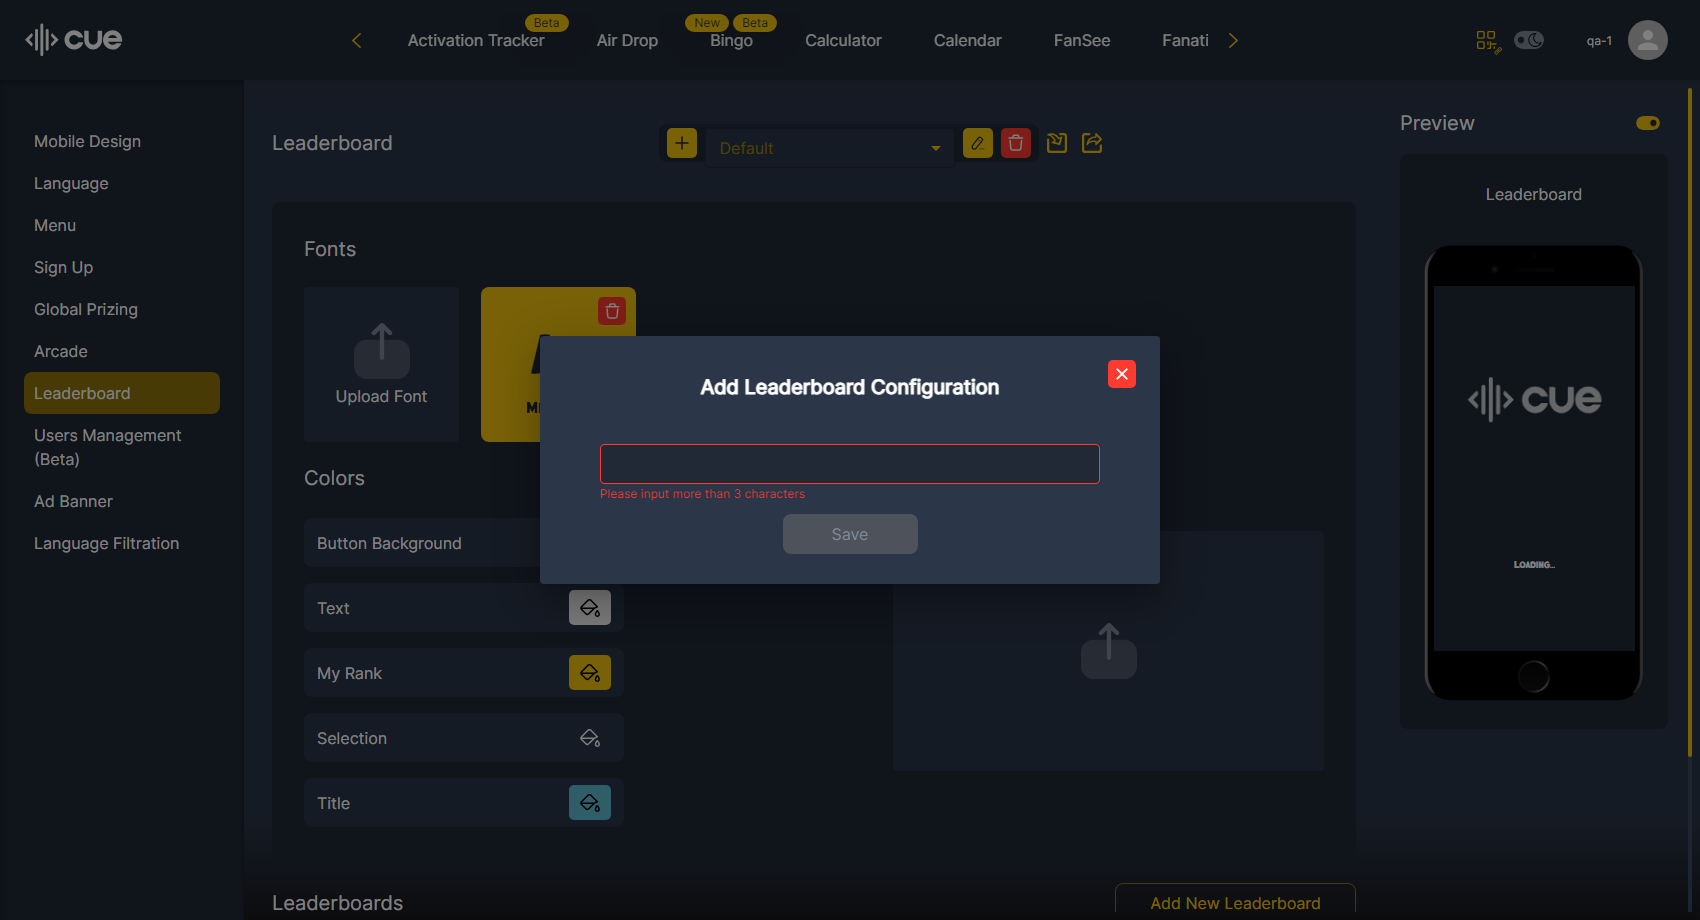 cue
Activation Tracker
Beta
Air Drop
New
Beta
Bingo
Calculator
Calendar
FanSee
Fanati
qa-1
Mobile Design
Language
Menu
Sign Up
Global Prizing
Arcade
Leaderboard
Users Management
(Beta)
Ad Banner
Language Filtration
Leaderboard
Default
Fonts
Upload Font
Colors
Button Background
Text
My Rank
Selection
Title
Add Leaderboard Configuration
Please input more than 3 characters
Save
Leaderboards
Add New Leaderboard
Preview
Leaderboard
cue
LOADING...